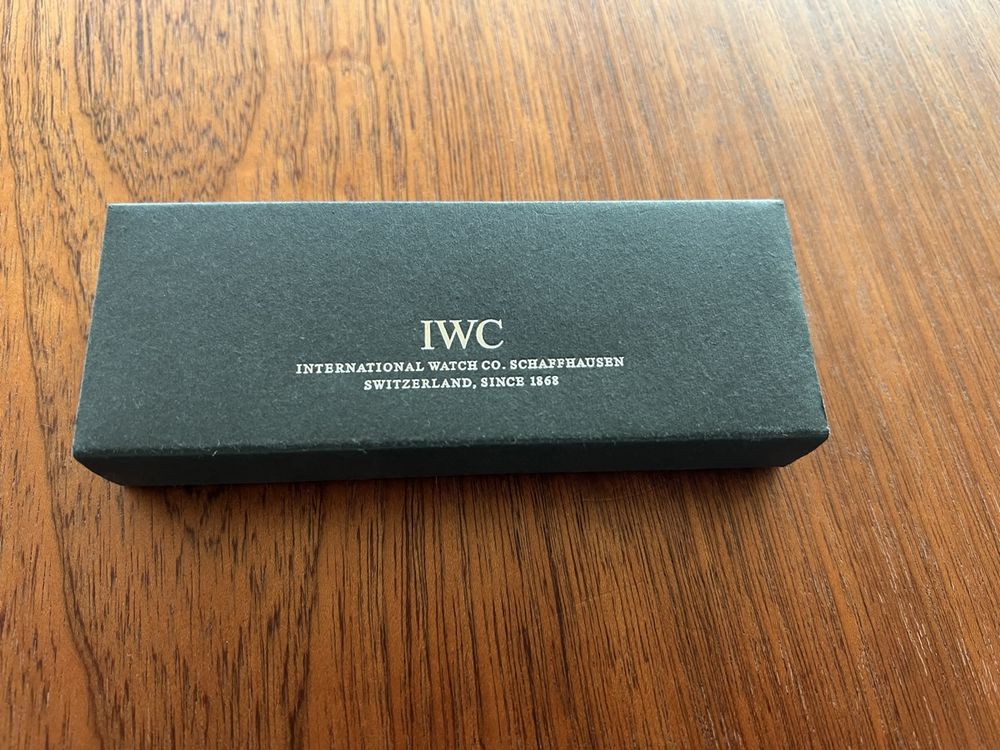 IWC
INTERNATIONAL WATCH CO. SCHAFFHAUSEN
SWITZERLAND, SINCE 1868